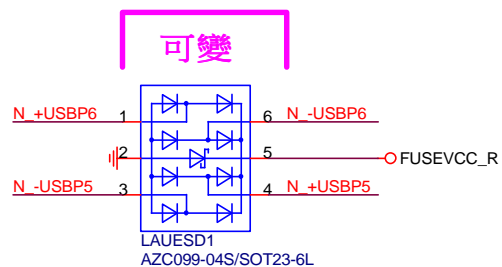 可變
N_+USBP6 1 6 N_-USBP6
2 5 FUSEVCC_R
N_-USBP5 3 4 N_+USBP5
LAUESD1
AZC099-04S/SOT23-6L